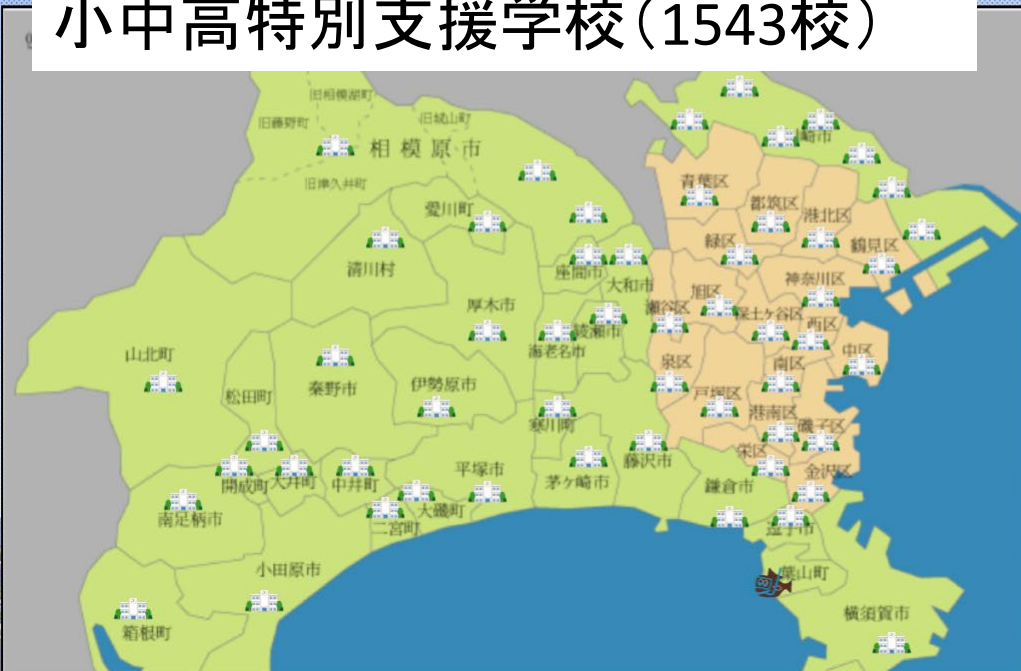 小中高特別支援学校（1543校）
旧相模湖町
旧藤野町
旧城山町
相模原市
旧津久井町
愛川町
清川村
厚木市
座間市
大和市
綾瀬市
海老名市
山北町
松田町
秦野市
伊勢原市
寒川町
開成町
大井町
中井町
平塚市
茅ヶ崎市
藤沢市
南足柄市
二宮町
大磯町
小田原市
箱根町
鎌倉市
逗子市
葉山町
横須賀市
崎市
青葉区
都筑区
港北区
緑区
鶴見区
神奈川区
旭区
瀬谷区
保土ヶ谷区
西区
中区
泉区
南区
戸塚区
港南区
磯子区
栄区
金沢区